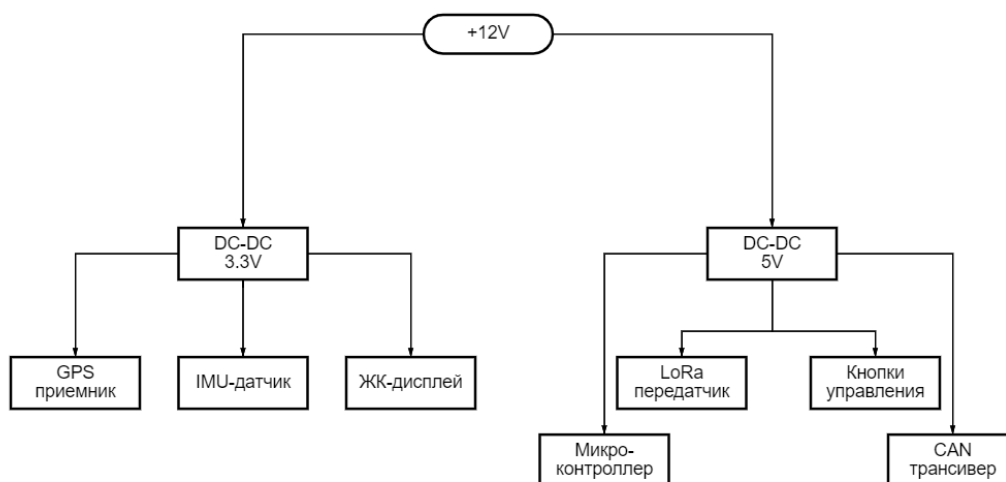 +12V
DC-DC
3.3V
DC-DC
5V
GPS
приемник
IMU-датчик
ЖК-дисплей
LoRa
передатчик
Кнопки
управления
Микро-
контроллер
CAN
трансивер